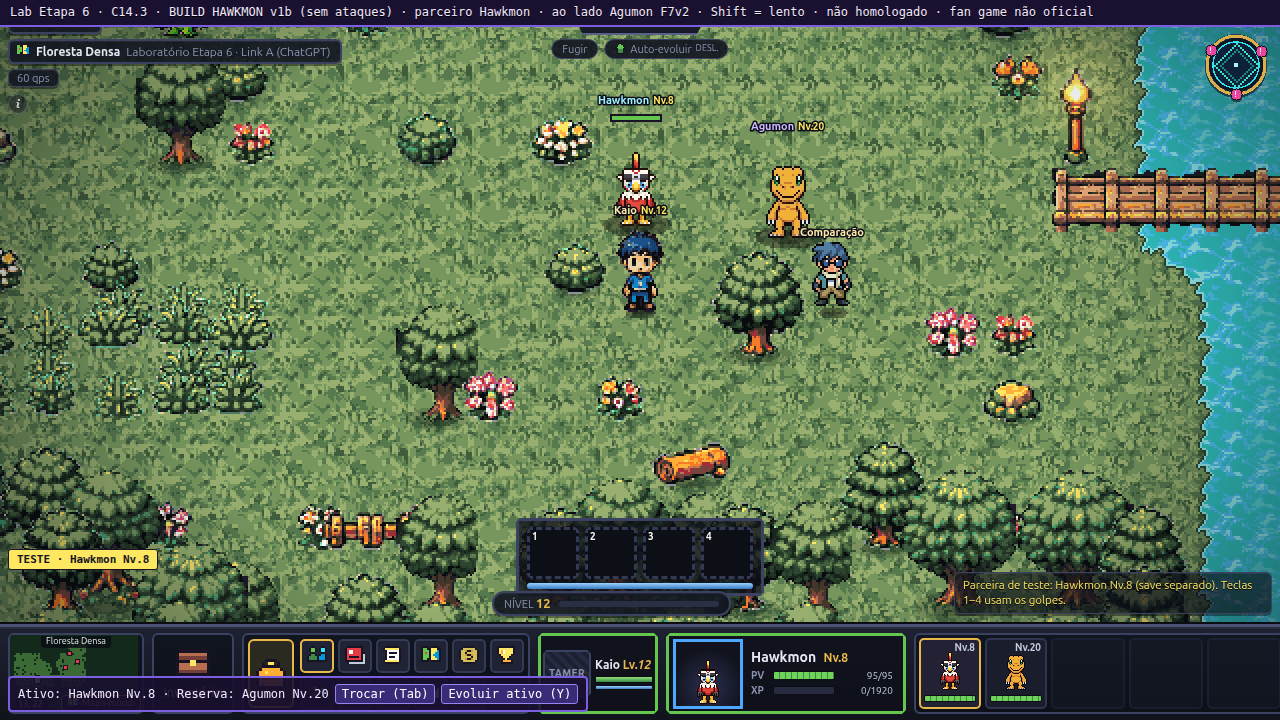 Lab Etapa 6 · C14.3 · BUILD HAWKMON v1b (sem ataques) · parceiro Hawkmon · ao lado Agumon F7v2 · Shift = lento · não homologado · fan game não oficial
Floresta Densa Laboratório Etapa 6 · Link A (ChatGPT)
Fugir
Auto-evoluir DESL.
60 qps
i
Hawkmon Nv.8
Agumon Nv.20
Kaio Nv.12
Comparação
1 2 3 4
TESTE · Hawkmon Nv.8
NÍVEL 12
Parceira de teste: Hawkmon Nv.8 (save separado). Teclas
1–4 usam os golpes.
Floresta Densa
TAMER
Kaio Lv.12
Hawkmon Nv.8
PV 95/95
XP 0/1920
Nv.8
Nv.20
Ativo: Hawkmon Nv.8 · Reserva: Agumon Nv.20 Trocar (Tab) Evoluir ativo (Y)